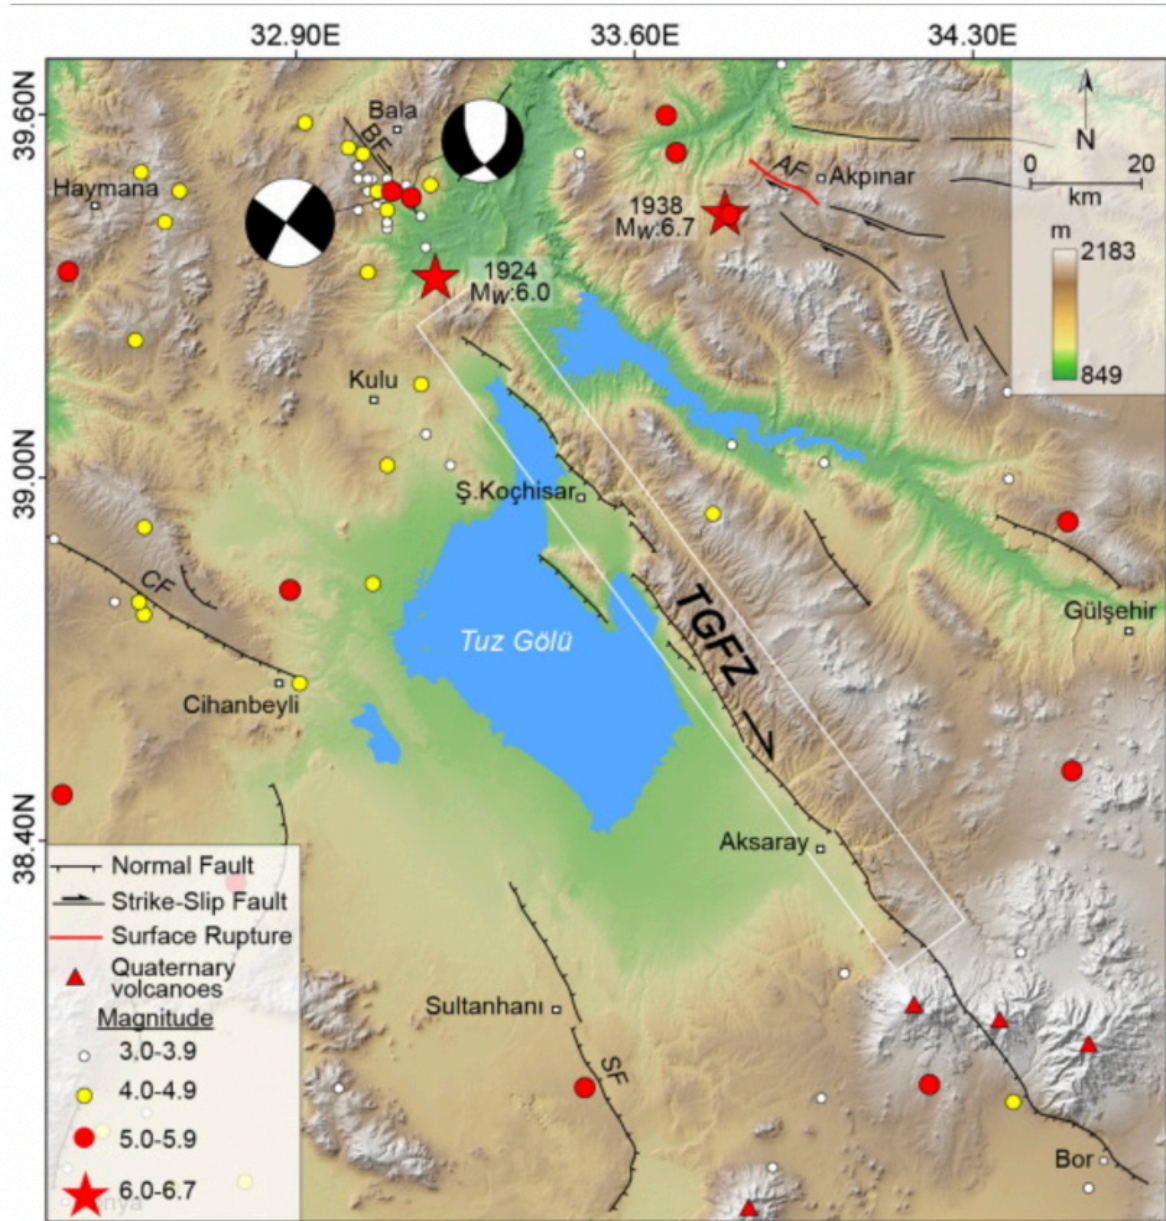 32.90E 33.60E 34.30E
39.60N
39.00N
38.40N
Bala
BF
Haymana
AF
Akpınar
1938
Mw:6.7
1924
Mw:6.0
N
0 20
km
m
2183
849
Kulu
Ş.Koçhisar
CF
TGFZ
Tuz Gölü
Gülşehir
Cihanbeyli
Aksaray
Sultanhanı
SF
Bor
Normal Fault
Strike-Slip Fault
Surface Rupture
Quaternary
volcanoes
Magnitude
3.0-3.9
4.0-4.9
5.0-5.9
6.0-6.7